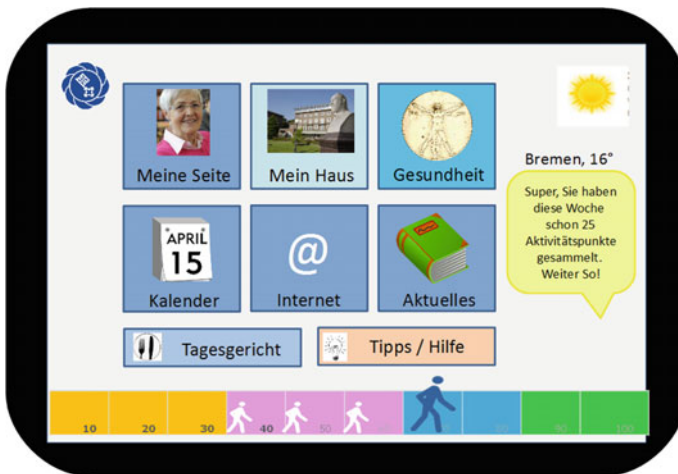 Meine Seite
Mein Haus
Gesundheit
Bremen, 16°
Super, Sie haben
diese Woche
schon 25
Aktivitätspunkte
gesammelt.
Weiter So!
APRIL
15
Kalender
@
Internet
Aktuelles
Tagesgericht
Tipps / Hilfe
10 20 30 40 50 80 90 100